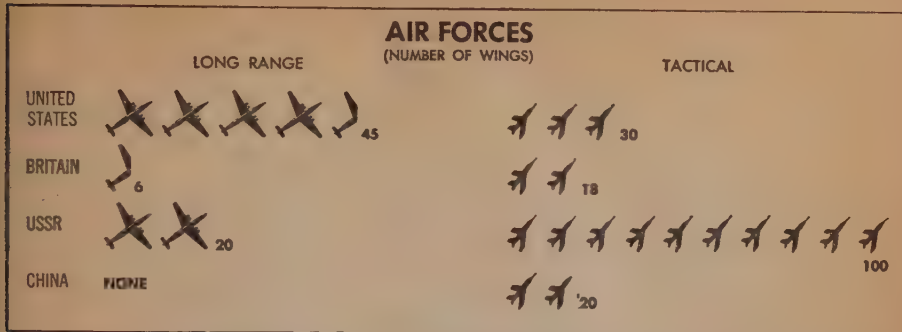 AIR FORCES
(NUMBER OF WINGS)
LONG RANGE
TACTICAL
UNITED
STATES
45
30
BRITAIN
6
18
USSR
20
100
CHINA
NONE
20